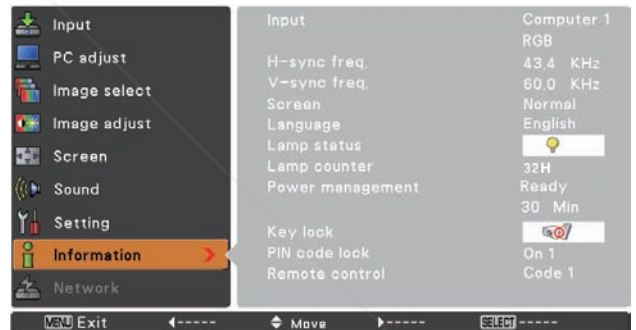 Input
PC adjust
Image select
Image adjust
Screen
Sound
Setting
Information
Network
Input Computer 1
RGB
H-sync freq. 43,4 KHz
V-sync freq. 60,0 KHz
Screen Normal
Language English
Lamp status
Lamp counter 32H
Power management Ready
30 Min
Key lock
PIN code lock On 1
Remote control Code 1
MENU Exit ----- Move ----- SELECT -----